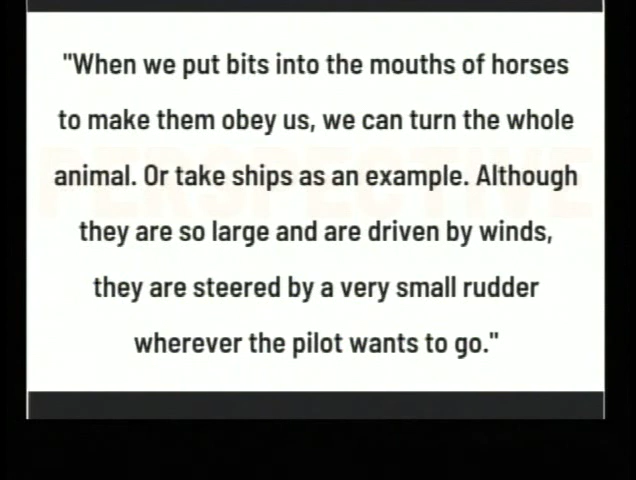 "When we put bits into the mouths of horses
to make them obey us, we can turn the whole
animal. Or take ships as an example. Although
they are so large and are driven by winds,
they are steered by a very small rudder
wherever the pilot wants to go."
PERSPECTIVE